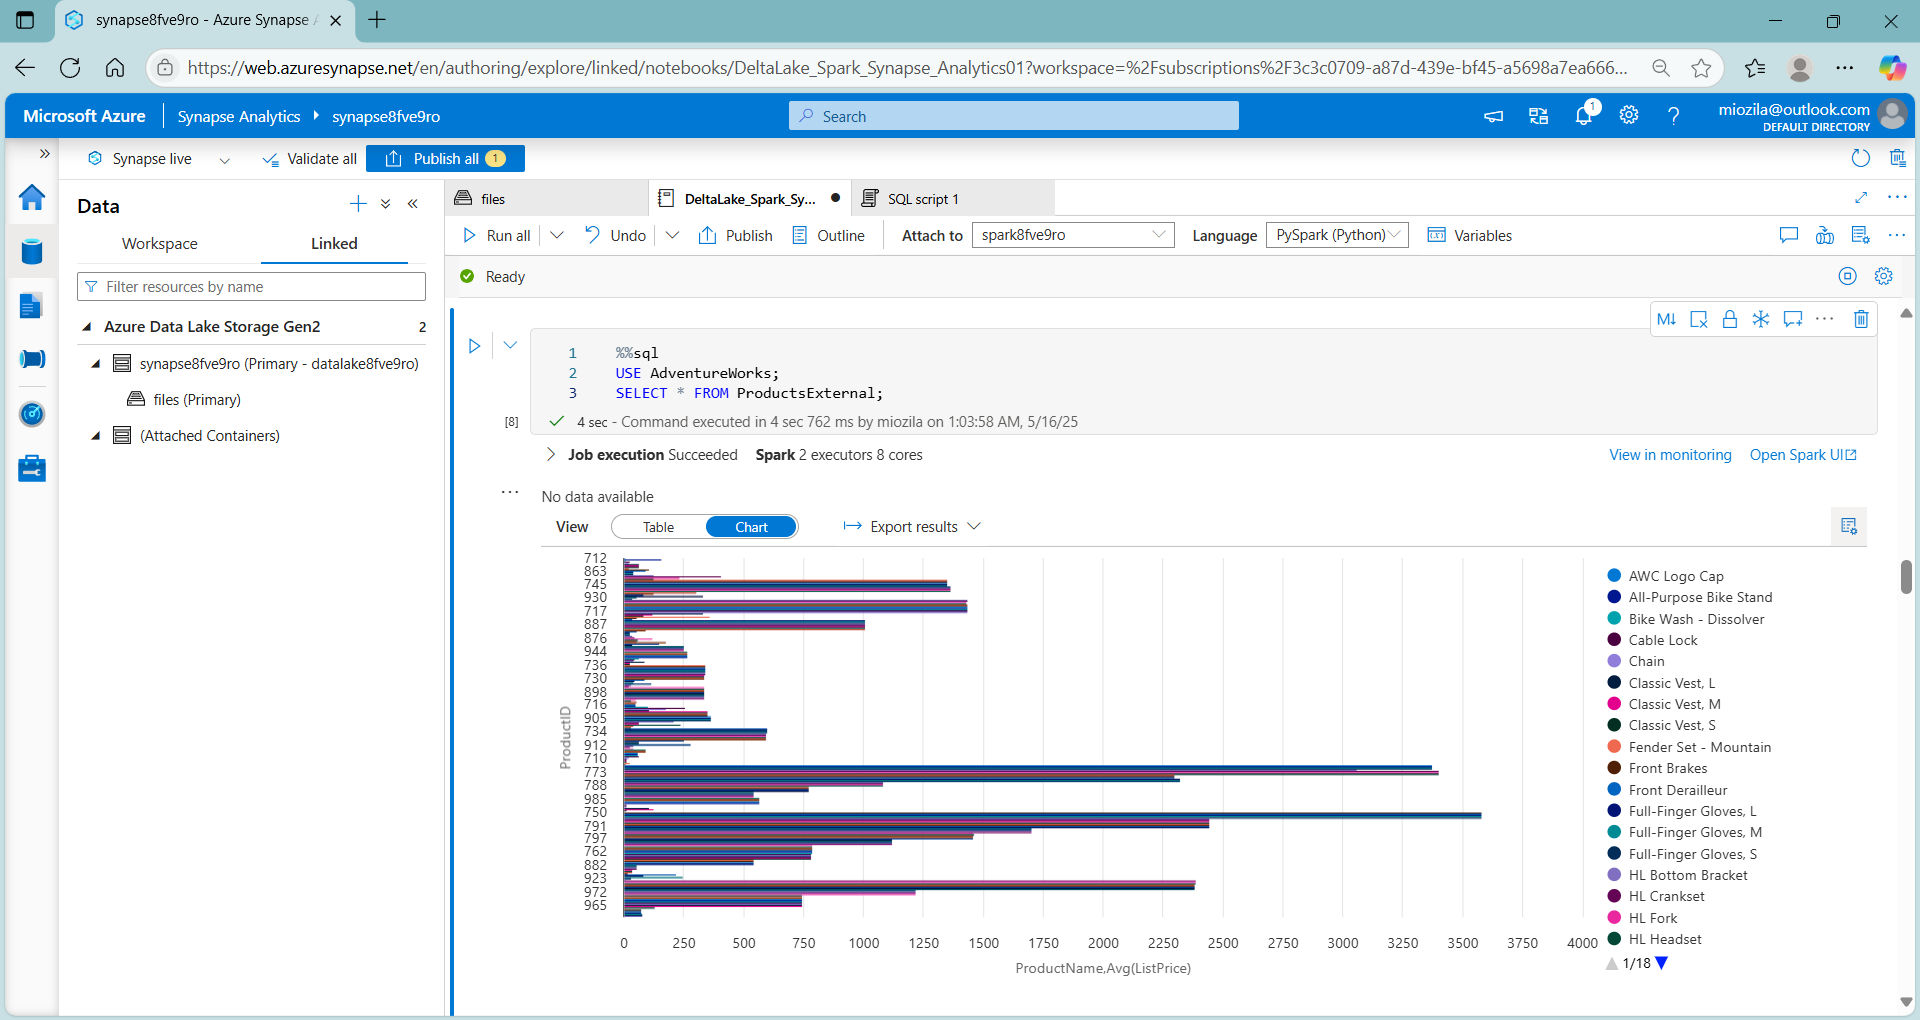 synapse8fve9ro - Azure Synapse A
https://web.azuresynapse.net/en/authoring/explore/linked/notebooks/DeltaLake_Spark_Synapse_Analytics01?workspace=%2Fsubscriptions%2F3c3c0709-a87d-439e-bf45-a5698a7ea666...
Microsoft Azure
Synapse Analytics
synapse8fve9ro
Search
1
miozila@outlook.com
DEFAULT DIRECTORY
Synapse live
Validate all
Publish all
1
Data
Workspace
Linked
Filter resources by name
Azure Data Lake Storage Gen2 2
synapse8fve9ro (Primary - datalake8fve9ro)
files (Primary)
(Attached Containers)
files
DeltaLake_Spark_Sy...
SQL script 1
Run all
Undo
Publish
Outline
Attach to
spark8fve9ro
Language
PySpark (Python)
Variables
Ready
M↓
1 %%sql
2 USE AdventureWorks;
3 SELECT * FROM ProductsExternal;
[8]
4 sec - Command executed in 4 sec 762 ms by miozila on 1:03:58 AM, 5/16/25
Job execution Succeeded Spark 2 executors 8 cores
View in monitoring
Open Spark UI
No data available
View
Table
Chart
Export results
ProductID
712
863
745
930
717
887
876
944
736
730
898
716
905
734
912
710
773
788
985
750
791
797
762
882
923
972
965
0 250 500 750 1000 1250 1500 1750 2000 2250 2500 2750 3000 3250 3500 3750 4000
ProductName,Avg(ListPrice)
AWC Logo Cap
All-Purpose Bike Stand
Bike Wash - Dissolver
Cable Lock
Chain
Classic Vest, L
Classic Vest, M
Classic Vest, S
Fender Set - Mountain
Front Brakes
Front Derailleur
Full-Finger Gloves, L
Full-Finger Gloves, M
Full-Finger Gloves, S
HL Bottom Bracket
HL Crankset
HL Fork
HL Headset
1/18